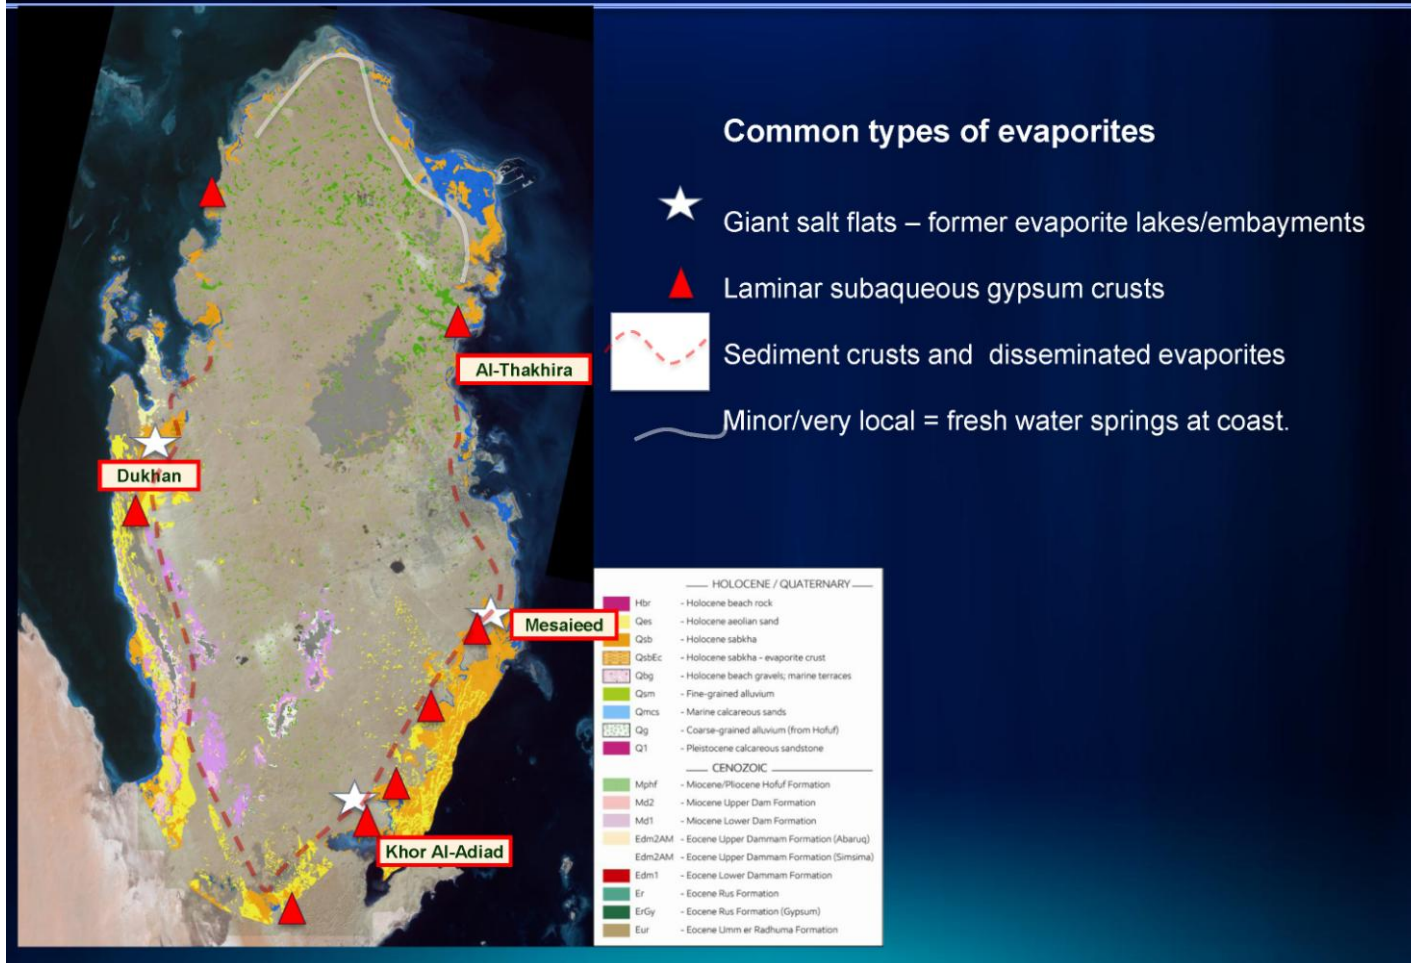 Common types of evaporites
Giant salt flats – former evaporite lakes/embayments
Laminar subaqueous gypsum crusts
Sediment crusts and disseminated evaporites
Minor/very local = fresh water springs at coast.
Al-Thakhira
Dukhan
Mesaieed
Khor Al-Adiad
HOLOCENE / QUATERNARY
Hbr - Holocene beach rock
Qes - Holocene aeolian sand
Qsb - Holocene sabkha
QsbEc - Holocene sabkha - evaporite crust
Qbg - Holocene beach gravels; marine terraces
Qsm - Fine-grained alluvium
Qmcs - Marine calcareous sands
Qg - Coarse-grained alluvium (from Hofuf)
Q1 - Pleistocene calcareous sandstone
CENOZOIC
Mphf - Miocene/Pliocene Hofuf Formation
Md2 - Miocene Upper Dam Formation
Md1 - Miocene Lower Dam Formation
Edm2AM - Eocene Upper Dammam Formation (Abaruq)
Edm2AM - Eocene Upper Dammam Formation (Simsima)
Edm1 - Eocene Lower Dammam Formation
Er - Eocene Rus Formation
ErGy - Eocene Rus Formation (Gypsum)
Eur - Eocene Umm er Radhuma Formation